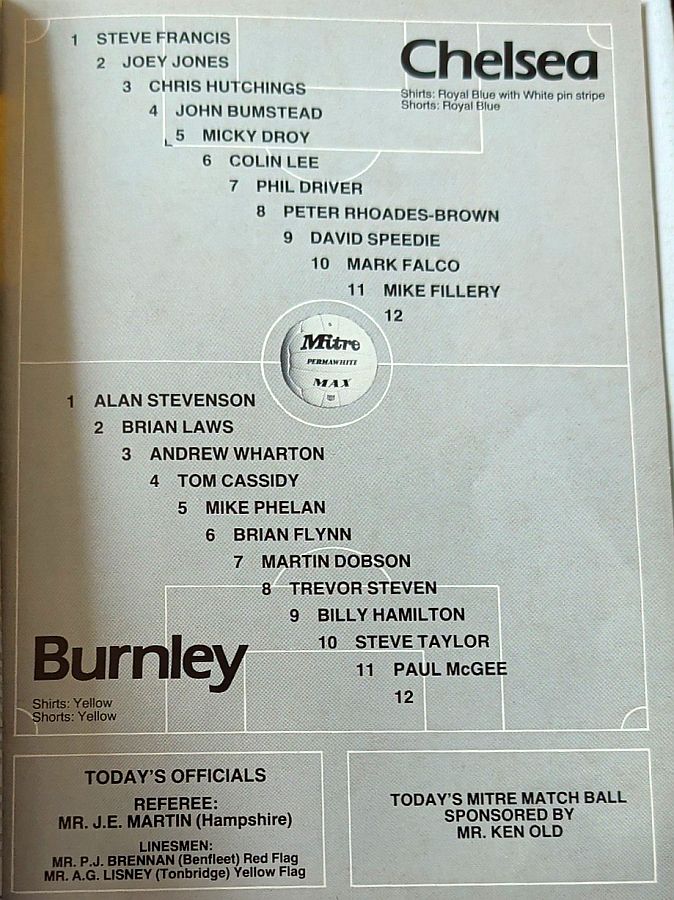 1 STEVE FRANCIS
2 JOEY JONES
3 CHRIS HUTCHINGS
4 JOHN BUMSTEAD
5 MICKY DROY
6 COLIN LEE
7 PHIL DRIVER
8 PETER RHOADES-BROWN
9 DAVID SPEEDIE
10 MARK FALCO
11 MIKE FILLERY
12
Chelsea
Shirts: Royal Blue with White pin stripe
Shorts: Royal Blue
Mitre
PERMAWHITE
MAX
1 ALAN STEVENSON
2 BRIAN LAWS
3 ANDREW WHARTON
4 TOM CASSIDY
5 MIKE PHELAN
6 BRIAN FLYNN
7 MARTIN DOBSON
8 TREVOR STEVEN
9 BILLY HAMILTON
10 STEVE TAYLOR
11 PAUL McGEE
12
Burnley
Shirts: Yellow
Shorts: Yellow
TODAY'S OFFICIALS
REFEREE:
MR. J.E. MARTIN (Hampshire)
LINESMEN:
MR. P.J. BRENNAN (Benfleet) Red Flag
MR. A.G. LISNEY (Tonbridge) Yellow Flag
TODAY'S MITRE MATCH BALL
SPONSORED BY
MR. KEN OLD